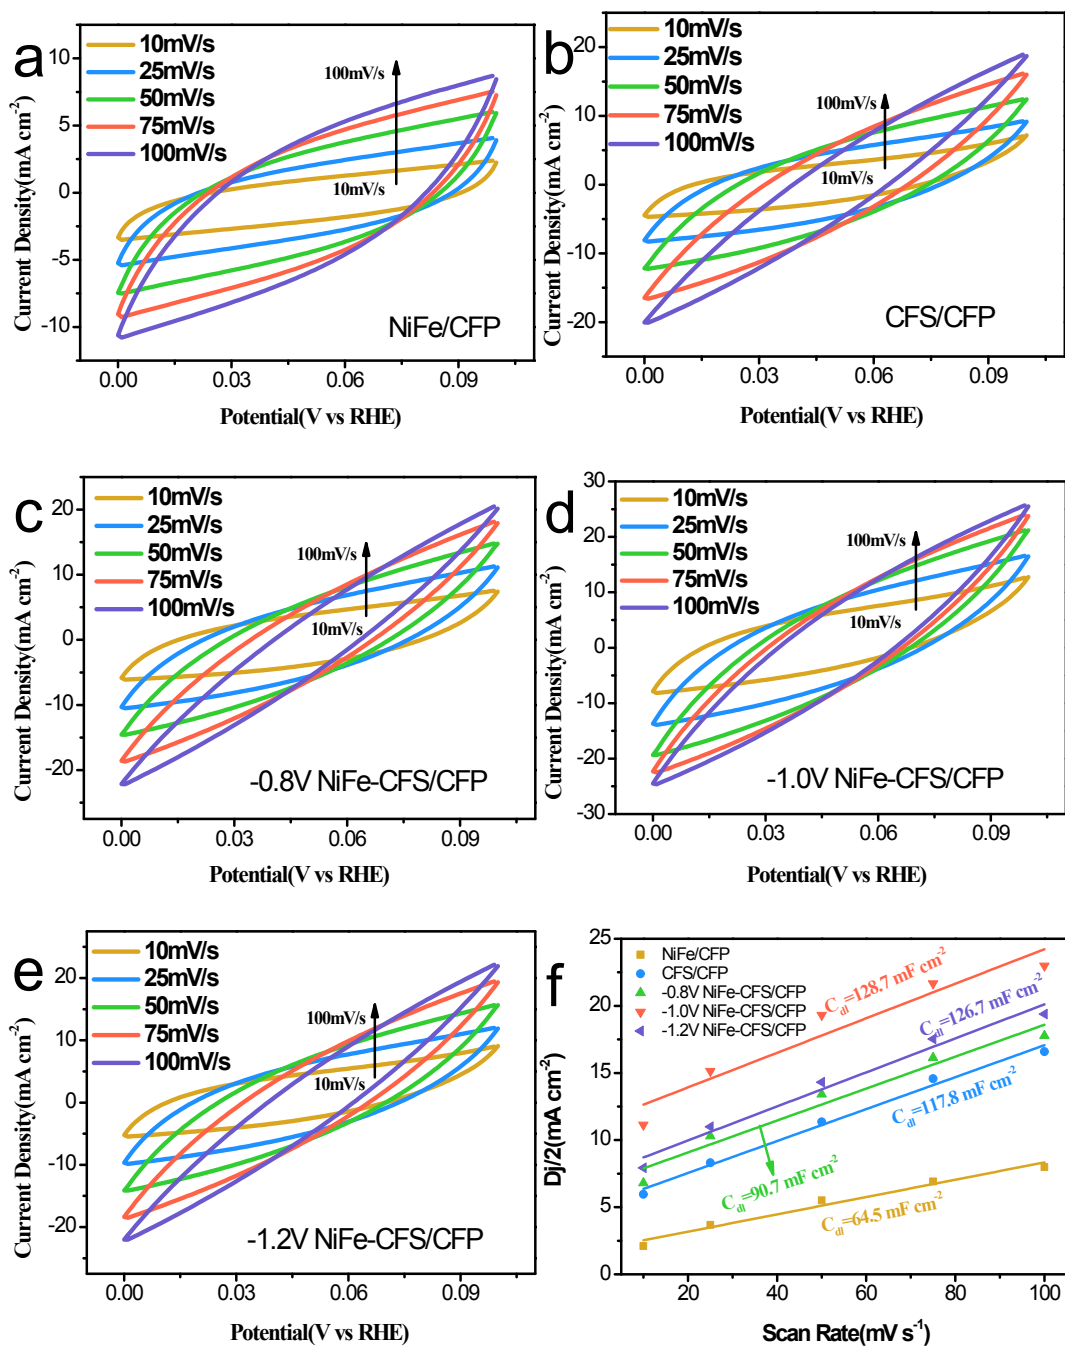 a
10mV/s
25mV/s
50mV/s
75mV/s
100mV/s
100mV/s
10mV/s
NiFe/CFP
10
5
0
-5
-10
0.00 0.03 0.06 0.09
Current Density(mA cm-2)
Potential(V vs RHE)
b
10mV/s
25mV/s
50mV/s
75mV/s
100mV/s
100mV/s
10mV/s
CFS/CFP
20
10
0
-10
-20
0.00 0.03 0.06 0.09
Current Density(mA cm-2)
Potential(V vs RHE)
c
10mV/s
25mV/s
50mV/s
75mV/s
100mV/s
100mV/s
10mV/s
-0.8V NiFe-CFS/CFP
20
10
0
-10
-20
0.00 0.03 0.06 0.09
Current Density(mA cm-2)
Potential(V vs RHE)
d
10mV/s
25mV/s
50mV/s
75mV/s
100mV/s
100mV/s
10mV/s
-1.0V NiFe-CFS/CFP
30
20
10
0
-10
-20
-30
0.00 0.03 0.06 0.09
Current Density(mA cm-2)
Potential(V vs RHE)
e
10mV/s
25mV/s
50mV/s
75mV/s
100mV/s
100mV/s
10mV/s
-1.2V NiFe-CFS/CFP
20
10
0
-10
-20
0.00 0.03 0.06 0.09
Current Density(mA cm-2)
Potential(V vs RHE)
f
NiFe/CFP
CFS/CFP
-0.8V NiFe-CFS/CFP
-1.0V NiFe-CFS/CFP
-1.2V NiFe-CFS/CFP
Cdl=128.7 mF cm-2
Cdl=126.7 mF cm-2
Cdl=117.8 mF cm-2
Cdl=90.7 mF cm-2
Cdl=64.5 mF cm-2
25
20
15
10
5
0
20 40 60 80 100
Dj/2(mA cm-2)
Scan Rate(mV s-1)